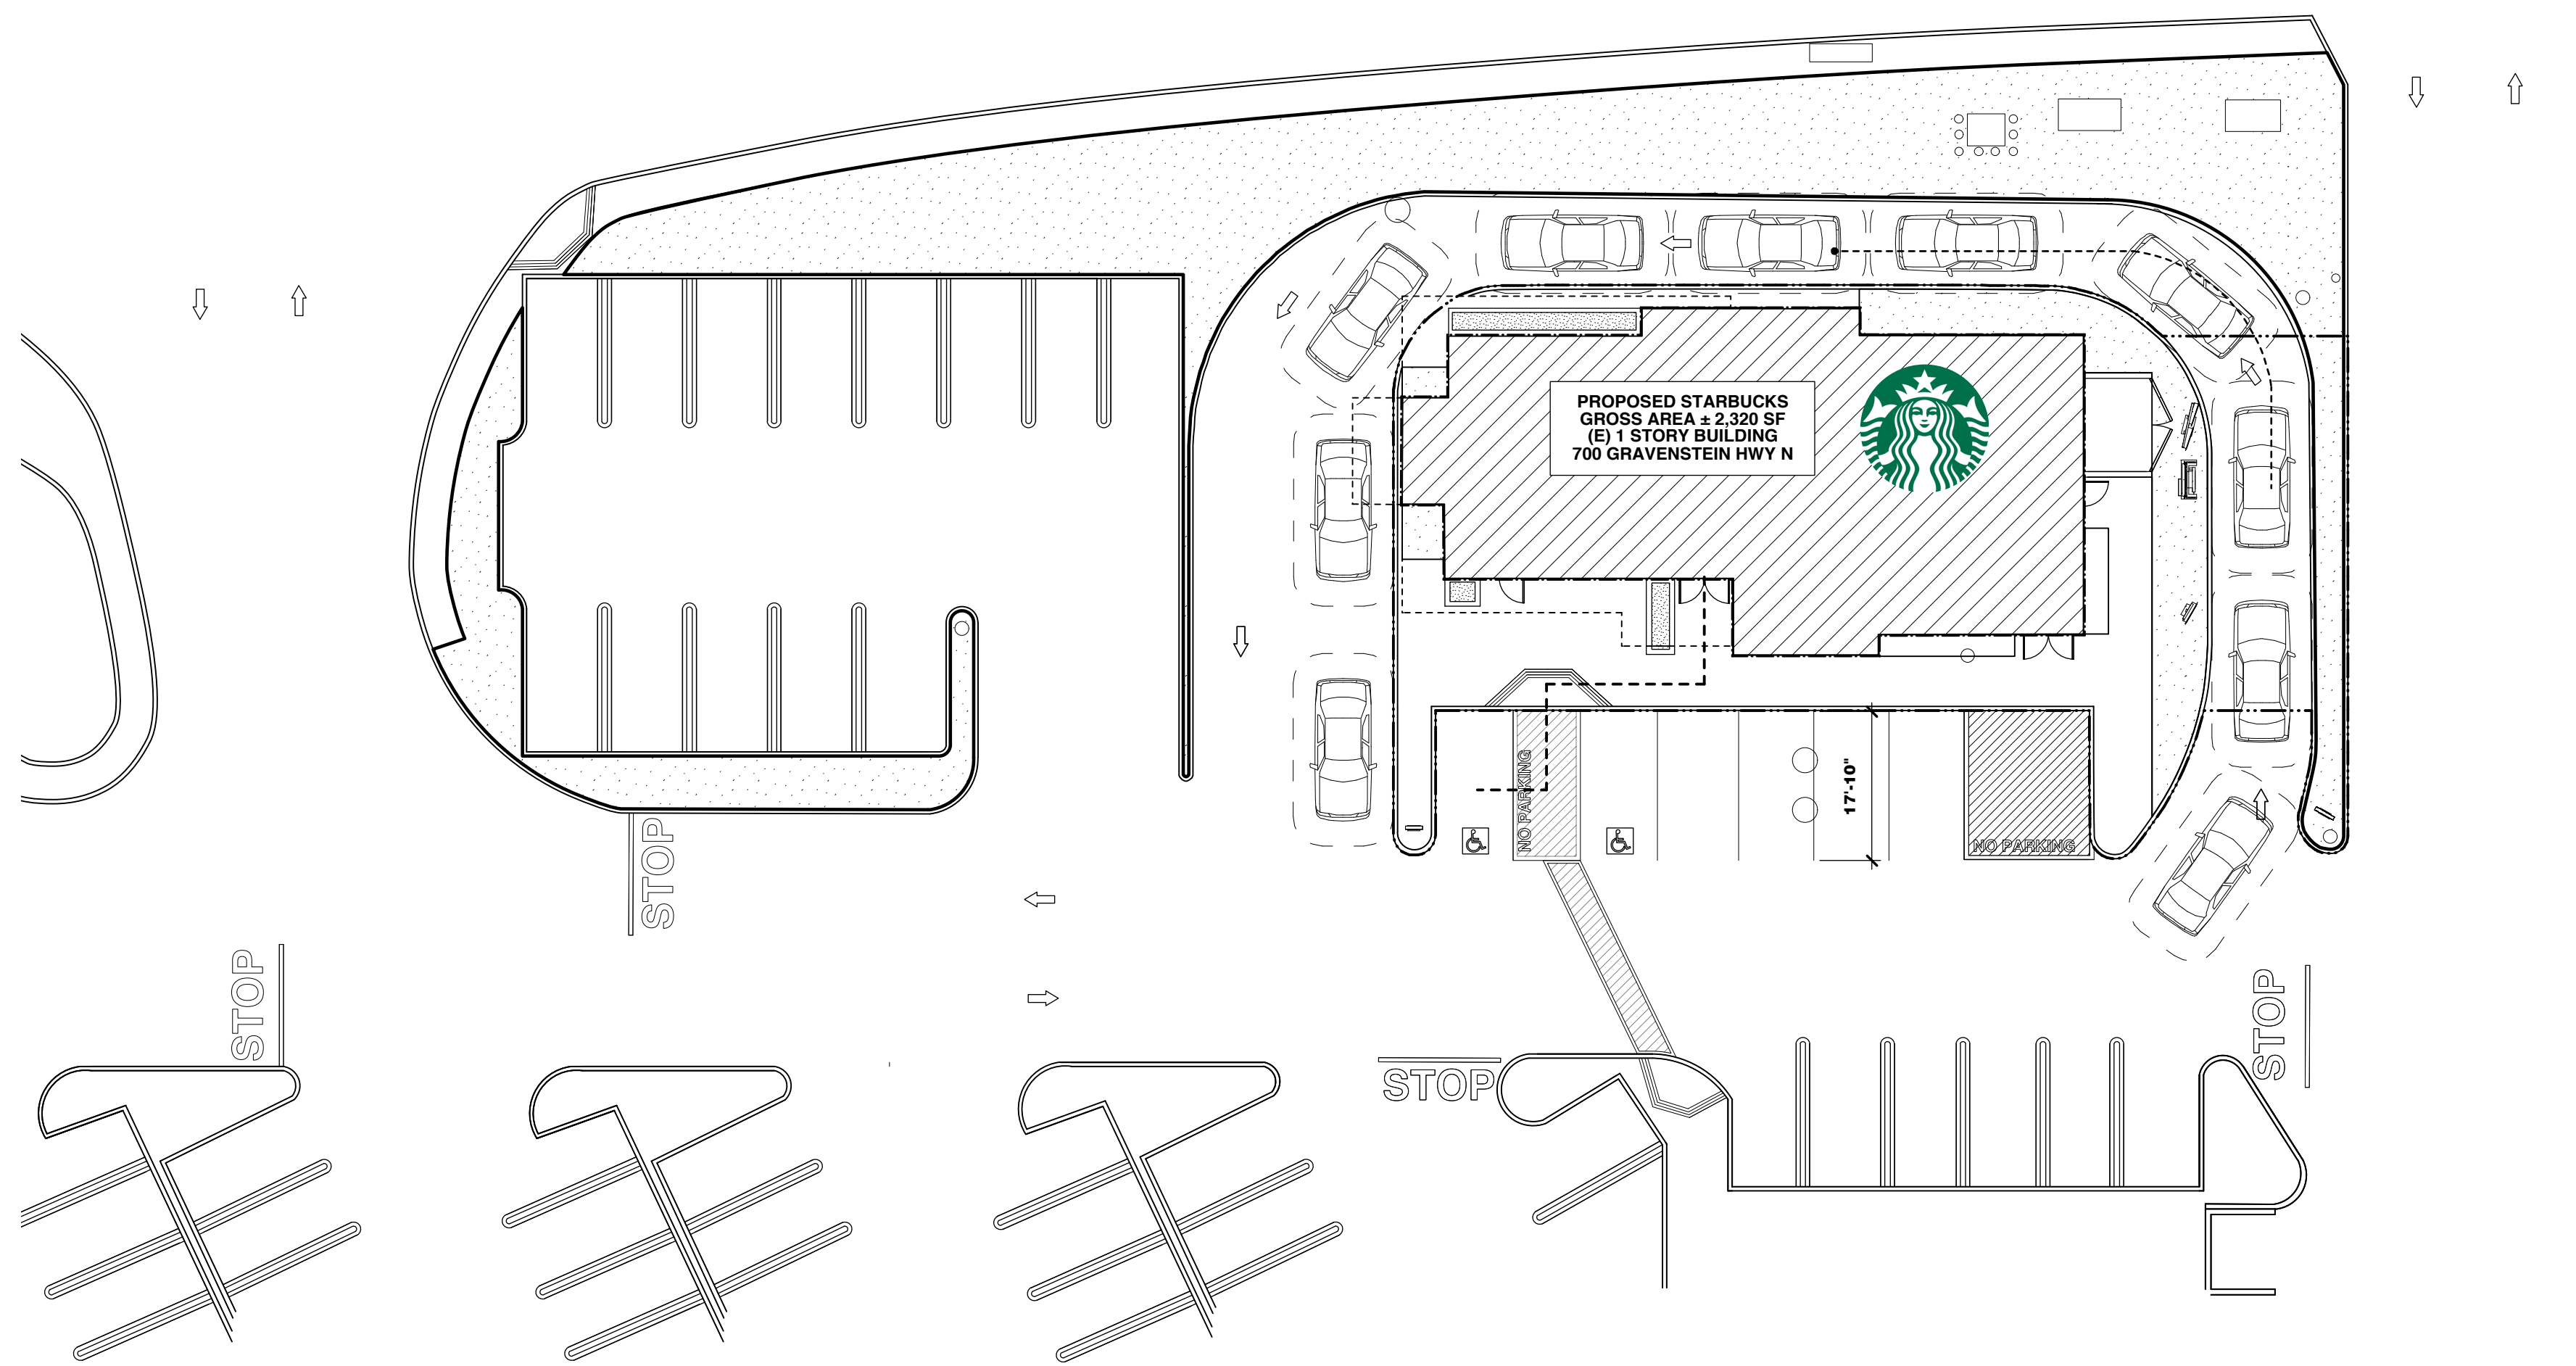 PROPOSED STARBUCKS
GROSS AREA ± 2,320 SF
(E) 1 STORY BUILDING
700 GRAVENSTEIN HWY N
NO PARKING
17'-10"
NO PARKING
STOP
STOP
STOP
STOP